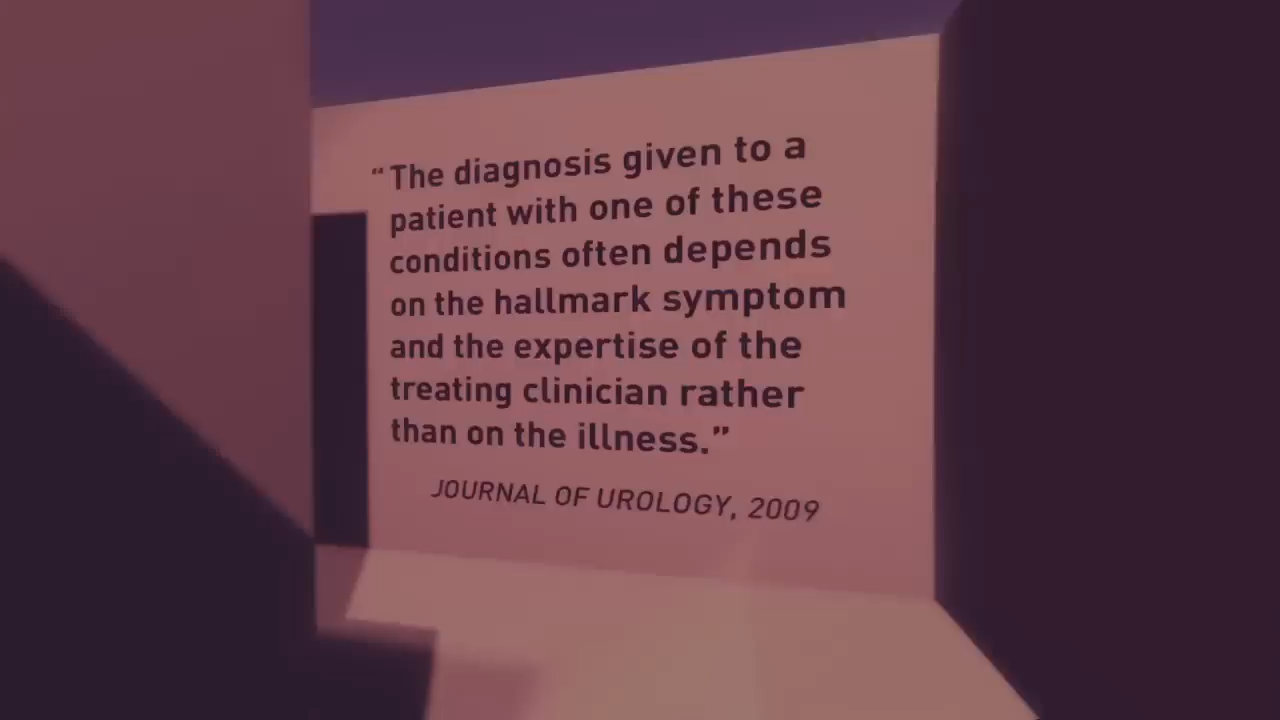 “The diagnosis given to a
patient with one of these
conditions often depends
on the hallmark symptom
and the expertise of the
treating clinician rather
than on the illness.”
JOURNAL OF UROLOGY, 2009